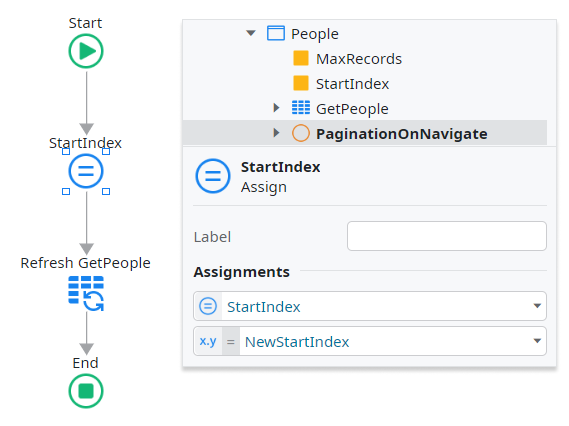 Start
StartIndex
Refresh GetPeople
End
People
MaxRecords
StartIndex
GetPeople
PaginationOnNavigate
StartIndex
Assign
Label
Assignments
StartIndex
x.y = NewStartIndex